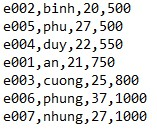 e002,binh,20,500
e005,phu,27,500
e004,duy,22,550
e001,an,21,750
e003,cuong,25,800
e006,phung,37,1000
e007,nhung,27,1000